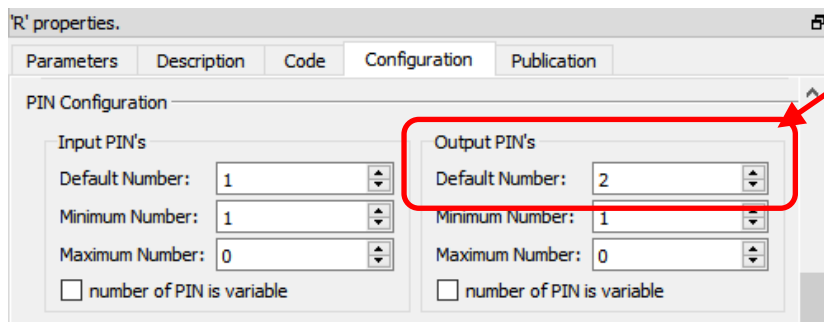 'R' properties.
Parameters Description Code Configuration Publication
PIN Configuration
Input PIN's
Default Number: 1
Minimum Number: 1
Maximum Number: 0
number of PIN is variable
Output PIN's
Default Number: 2
Minimum Number: 1
Maximum Number: 0
number of PIN is variable